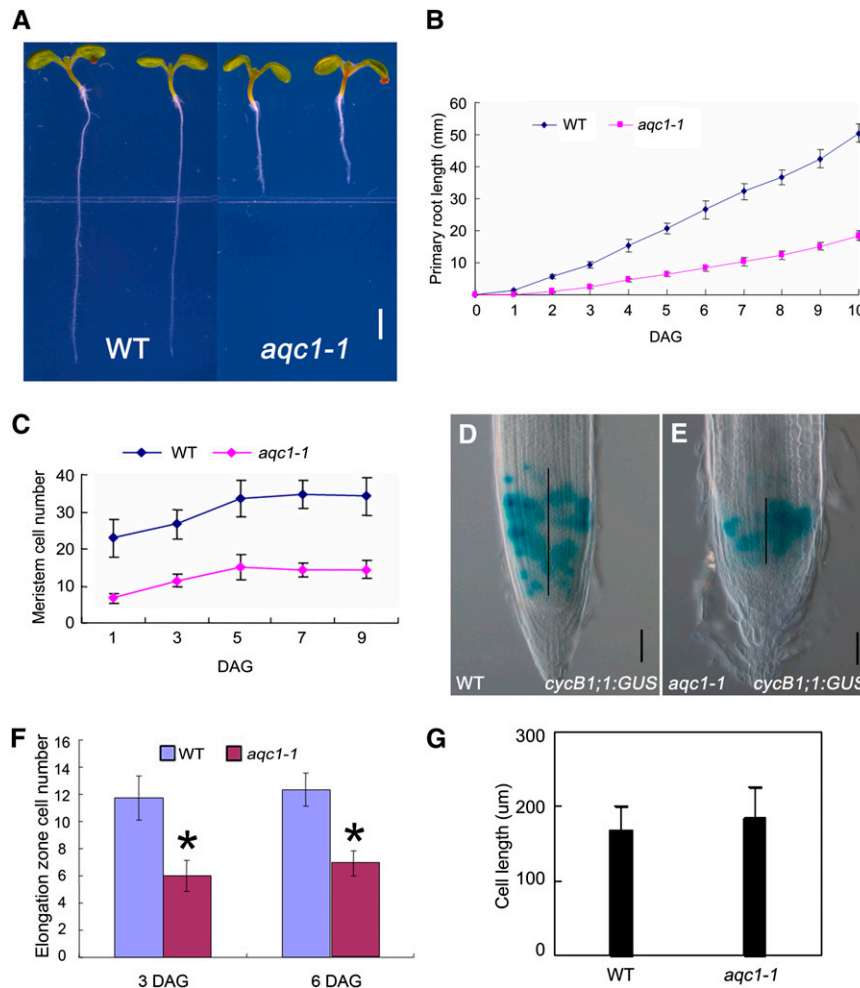 A
WT
aqc1-1
B
WT
aqc1-1
Primary root length (mm)
60
50
40
30
20
10
0 1 2 3 4 5 6 7 8 9 10
DAG
C
WT
aqc1-1
Meristem cell number
40
30
20
10
0
1 3 5 7 9
DAG
D
WT
cycB1;1:GUS
E
aqc1-1
cycB1;1:GUS
F
WT
aqc1-1
Elongation zone cell number
16
14
12
10
8
6
4
2
0
* *
3 DAG 6 DAG
G
Cell length (um)
300
200
100
0
WT aqc1-1